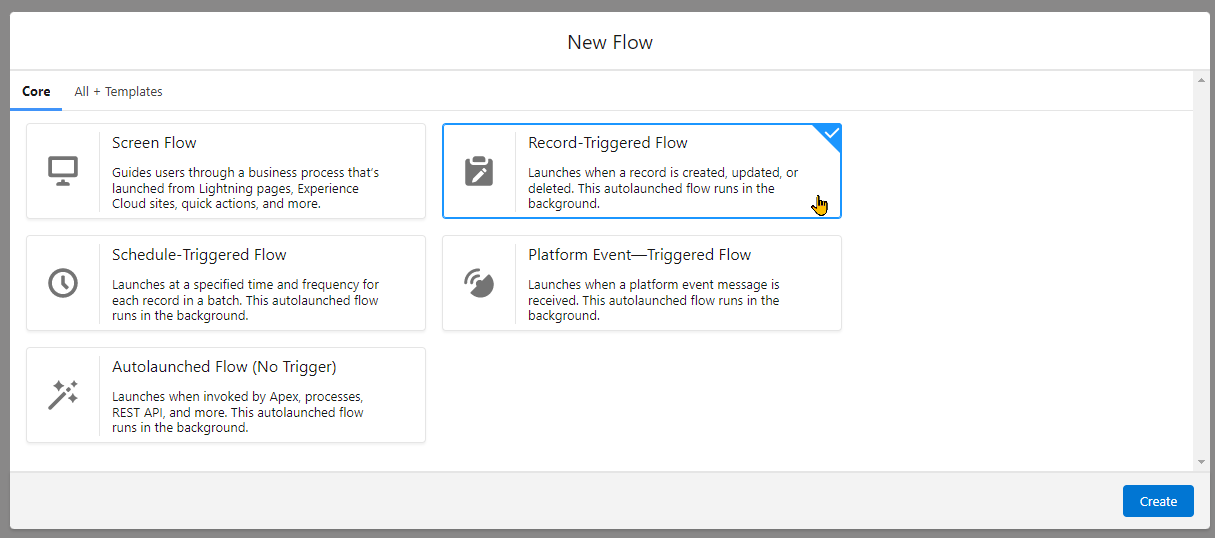 New Flow
Core
All + Templates
Screen Flow
Guides users through a business process that's
launched from Lightning pages, Experience
Cloud sites, quick actions, and more.
Record-Triggered Flow
Launches when a record is created, updated, or
deleted. This autolaunched flow runs in the
background.
Schedule-Triggered Flow
Launches at a specified time and frequency for
each record in a batch. This autolaunched flow
runs in the background.
Platform Event—Triggered Flow
Launches when a platform event message is
received. This autolaunched flow runs in the
background.
Autolaunched Flow (No Trigger)
Launches when invoked by Apex, processes,
REST API, and more. This autolaunched flow
runs in the background.
Create